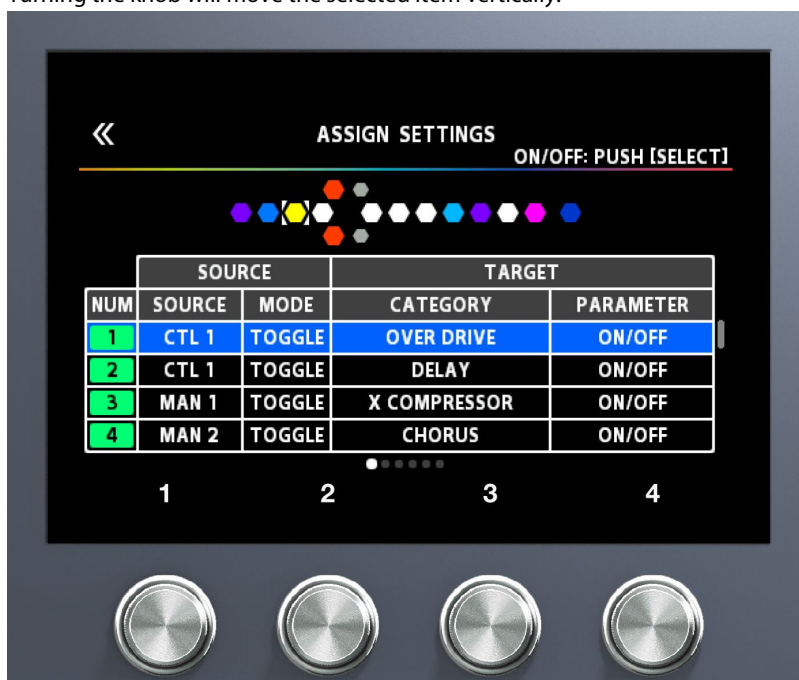 Turning the knob will move the selected item vertically.
«
ASSIGN SETTINGS
ON/OFF: PUSH [SELECT]
SOURCE TARGET
NUM SOURCE MODE CATEGORY PARAMETER
1 CTL 1 TOGGLE OVER DRIVE ON/OFF
2 CTL 1 TOGGLE DELAY ON/OFF
3 MAN 1 TOGGLE X COMPRESSOR ON/OFF
4 MAN 2 TOGGLE CHORUS ON/OFF
1 2 3 4